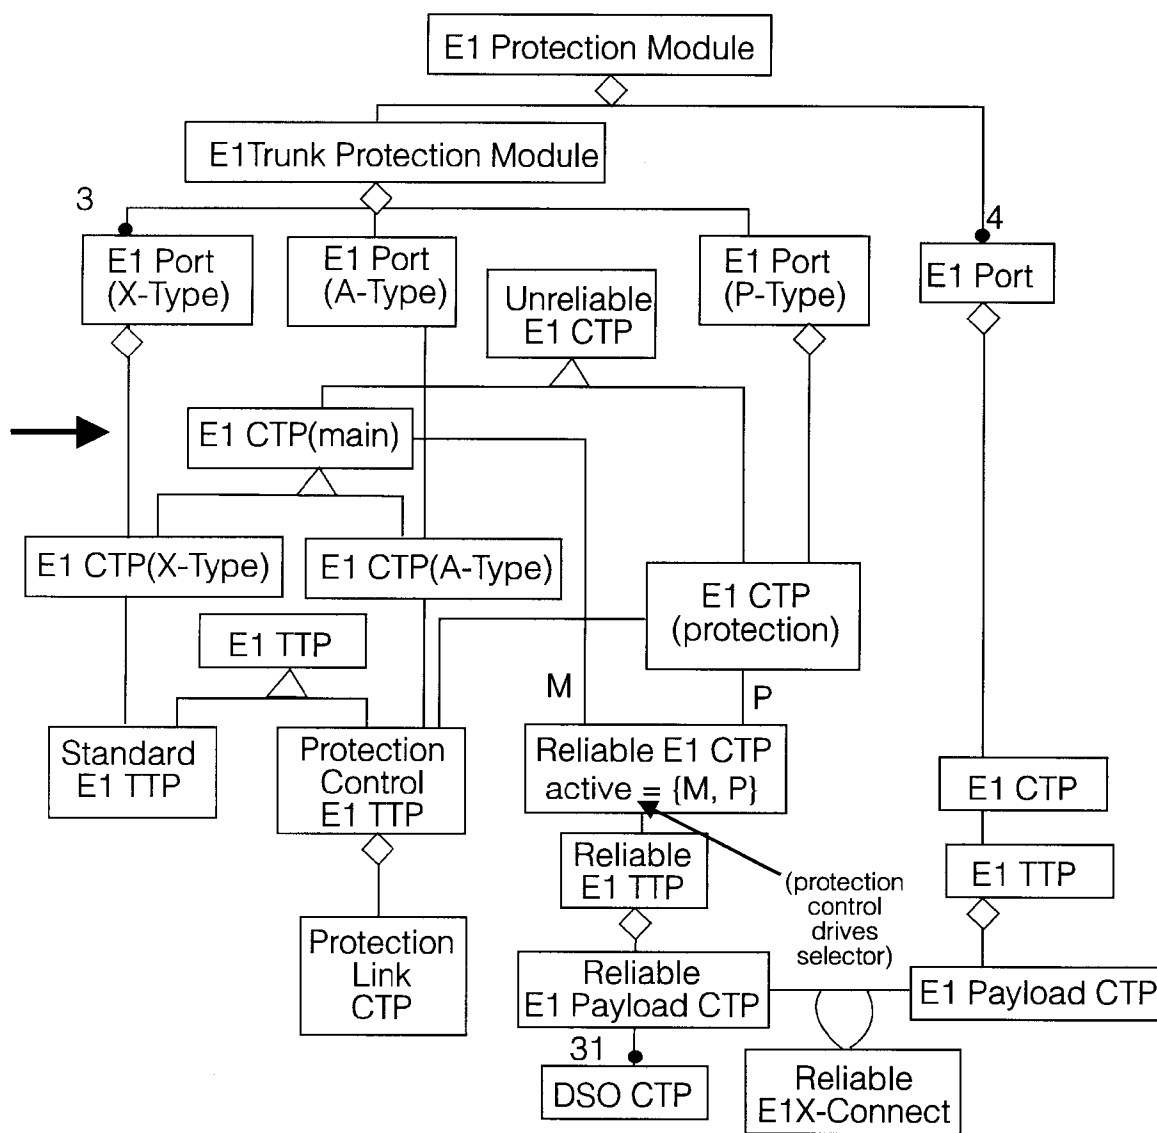 E1 Protection Module
E1Trunk Protection Module
3
4
E1 Port
(X-Type)
E1 Port
(A-Type)
E1 Port
(P-Type)
E1 Port
Unreliable
E1 CTP
E1 CTP(main)
E1 CTP(X-Type)
E1 CTP(A-Type)
E1 CTP
(protection)
E1 TTP
M
P
Standard
E1 TTP
Protection
Control
E1 TTP
Reliable E1 CTP
active = {M, P}
E1 CTP
Reliable
E1 TTP
(protection
control
drives
selector)
E1 TTP
Protection
Link
CTP
Reliable
E1 Payload CTP
E1 Payload CTP
31
DSO CTP
Reliable
E1X-Connect